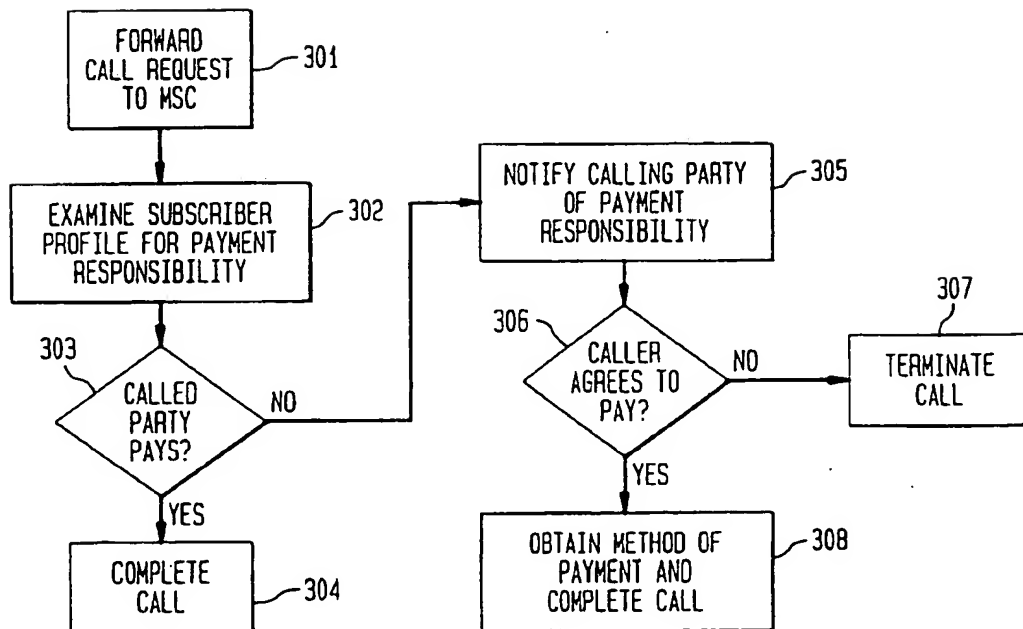 FORWARD
CALL REQUEST
TO MSC
301
EXAMINE SUBSCRIBER
PROFILE FOR PAYMENT
RESPONSIBILITY
302
303
CALLED
PARTY
PAYS?
NO
YES
COMPLETE
CALL
304
NOTIFY CALLING PARTY
OF PAYMENT
RESPONSIBILITY
305
306
CALLER
AGREES TO
PAY?
NO
307
TERMINATE
CALL
YES
OBTAIN METHOD OF
PAYMENT AND
COMPLETE CALL
308